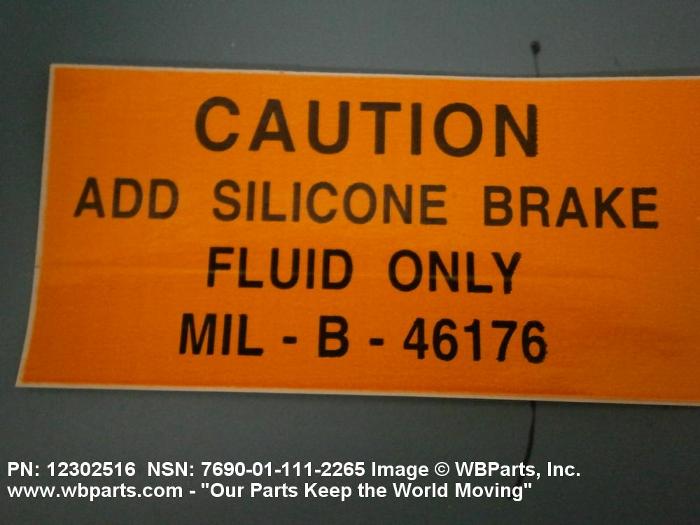 CAUTION
ADD SILICONE BRAKE
FLUID ONLY
MIL - B - 46176
PN: 12302516 NSN: 7690-01-111-2265 Image © WBParts, Inc.
www.wbparts.com - "Our Parts Keep the World Moving"